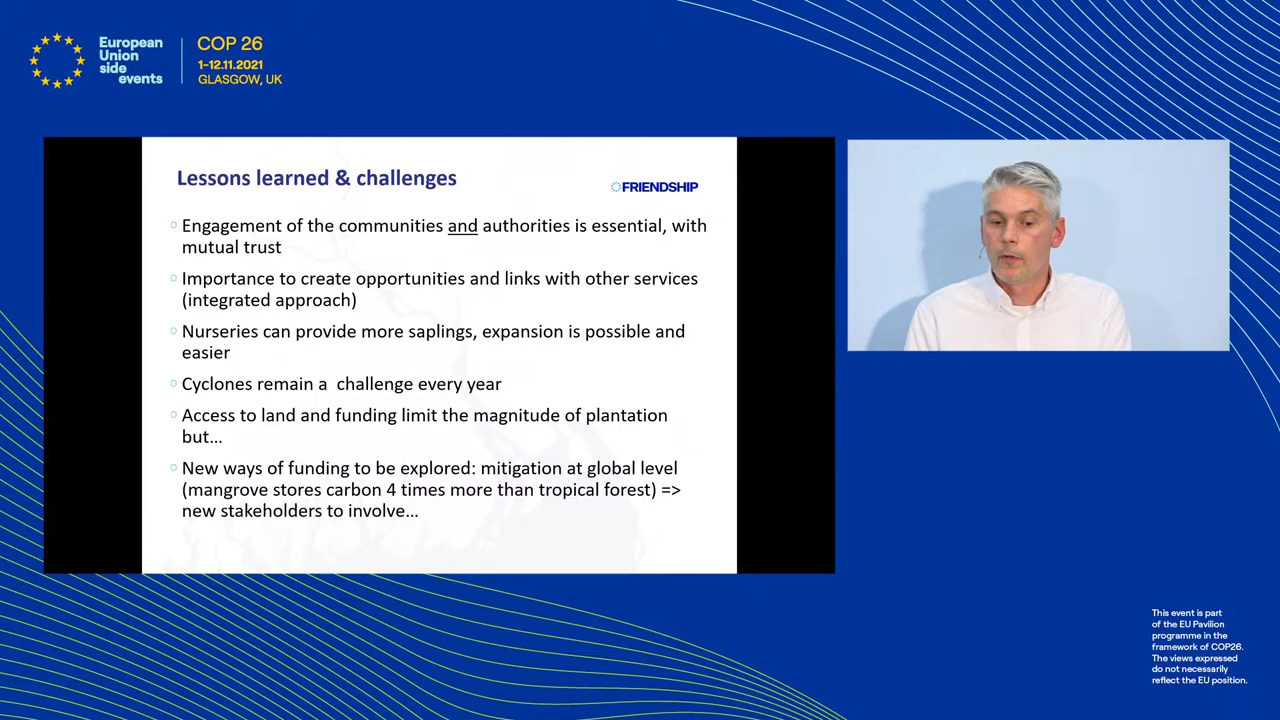 European
Union
side
events
COP 26
1-12.11.2021
GLASGOW, UK
Lessons learned & challenges
FRIENDSHIP
Engagement of the communities and authorities is essential, with
mutual trust
Importance to create opportunities and links with other services
(integrated approach)
Nurseries can provide more saplings, expansion is possible and
easier
Cyclones remain a  challenge every year
Access to land and funding limit the magnitude of plantation
but...
New ways of funding to be explored: mitigation at global level
(mangrove stores carbon 4 times more than tropical forest) =>
new stakeholders to involve...
This event is part
of the EU Pavilion
programme in the
framework of COP26.
The views expressed
do not necessarily
reflect the EU position.